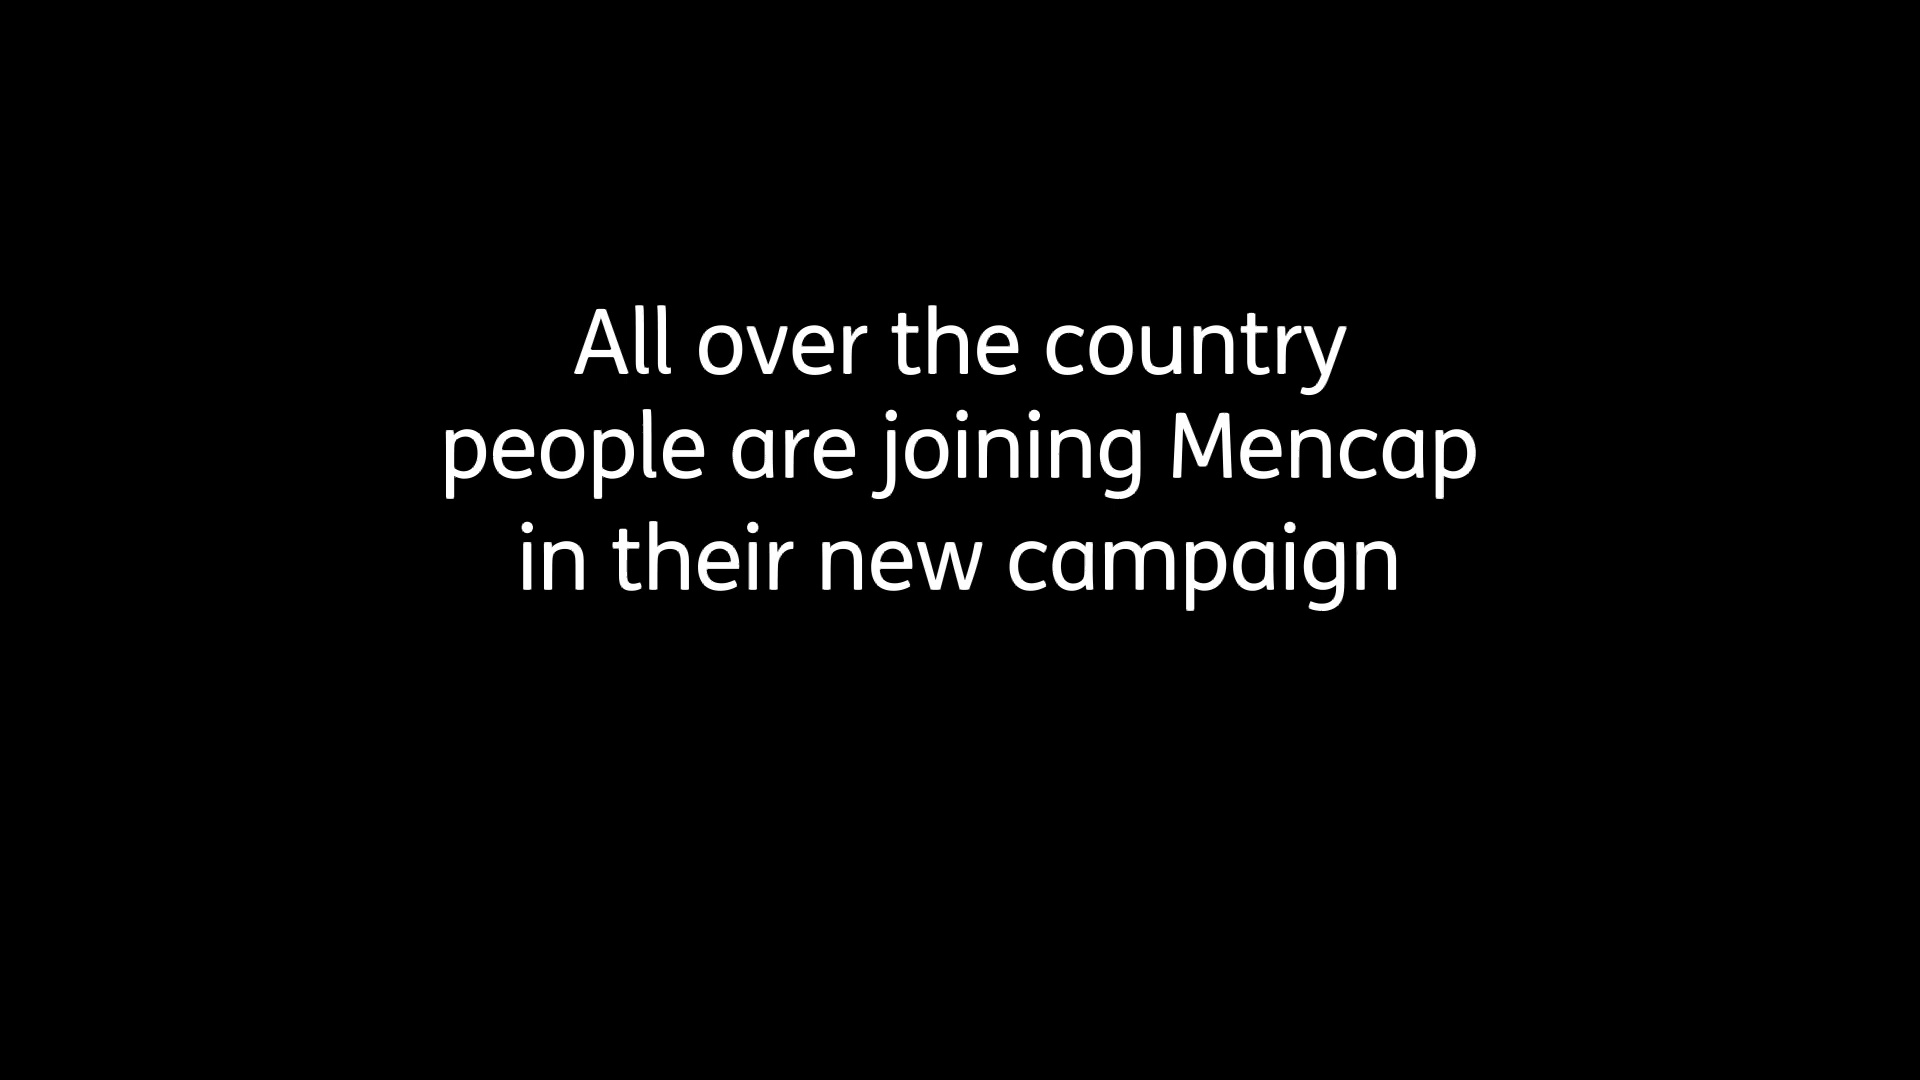 All over the country
people are joining Mencap
in their new campaign